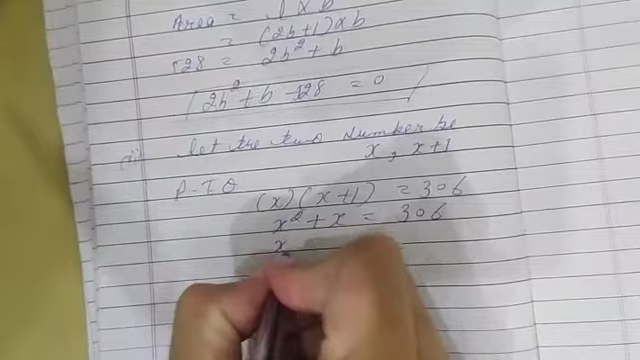 Area = l x b
= (2b+1) x b
528 = 2b² + b
2b² + b - 528 = 0
(ii) let the two number be
x, x+1
P.T.O
(x) (x+1) = 306
x² + x = 306
x